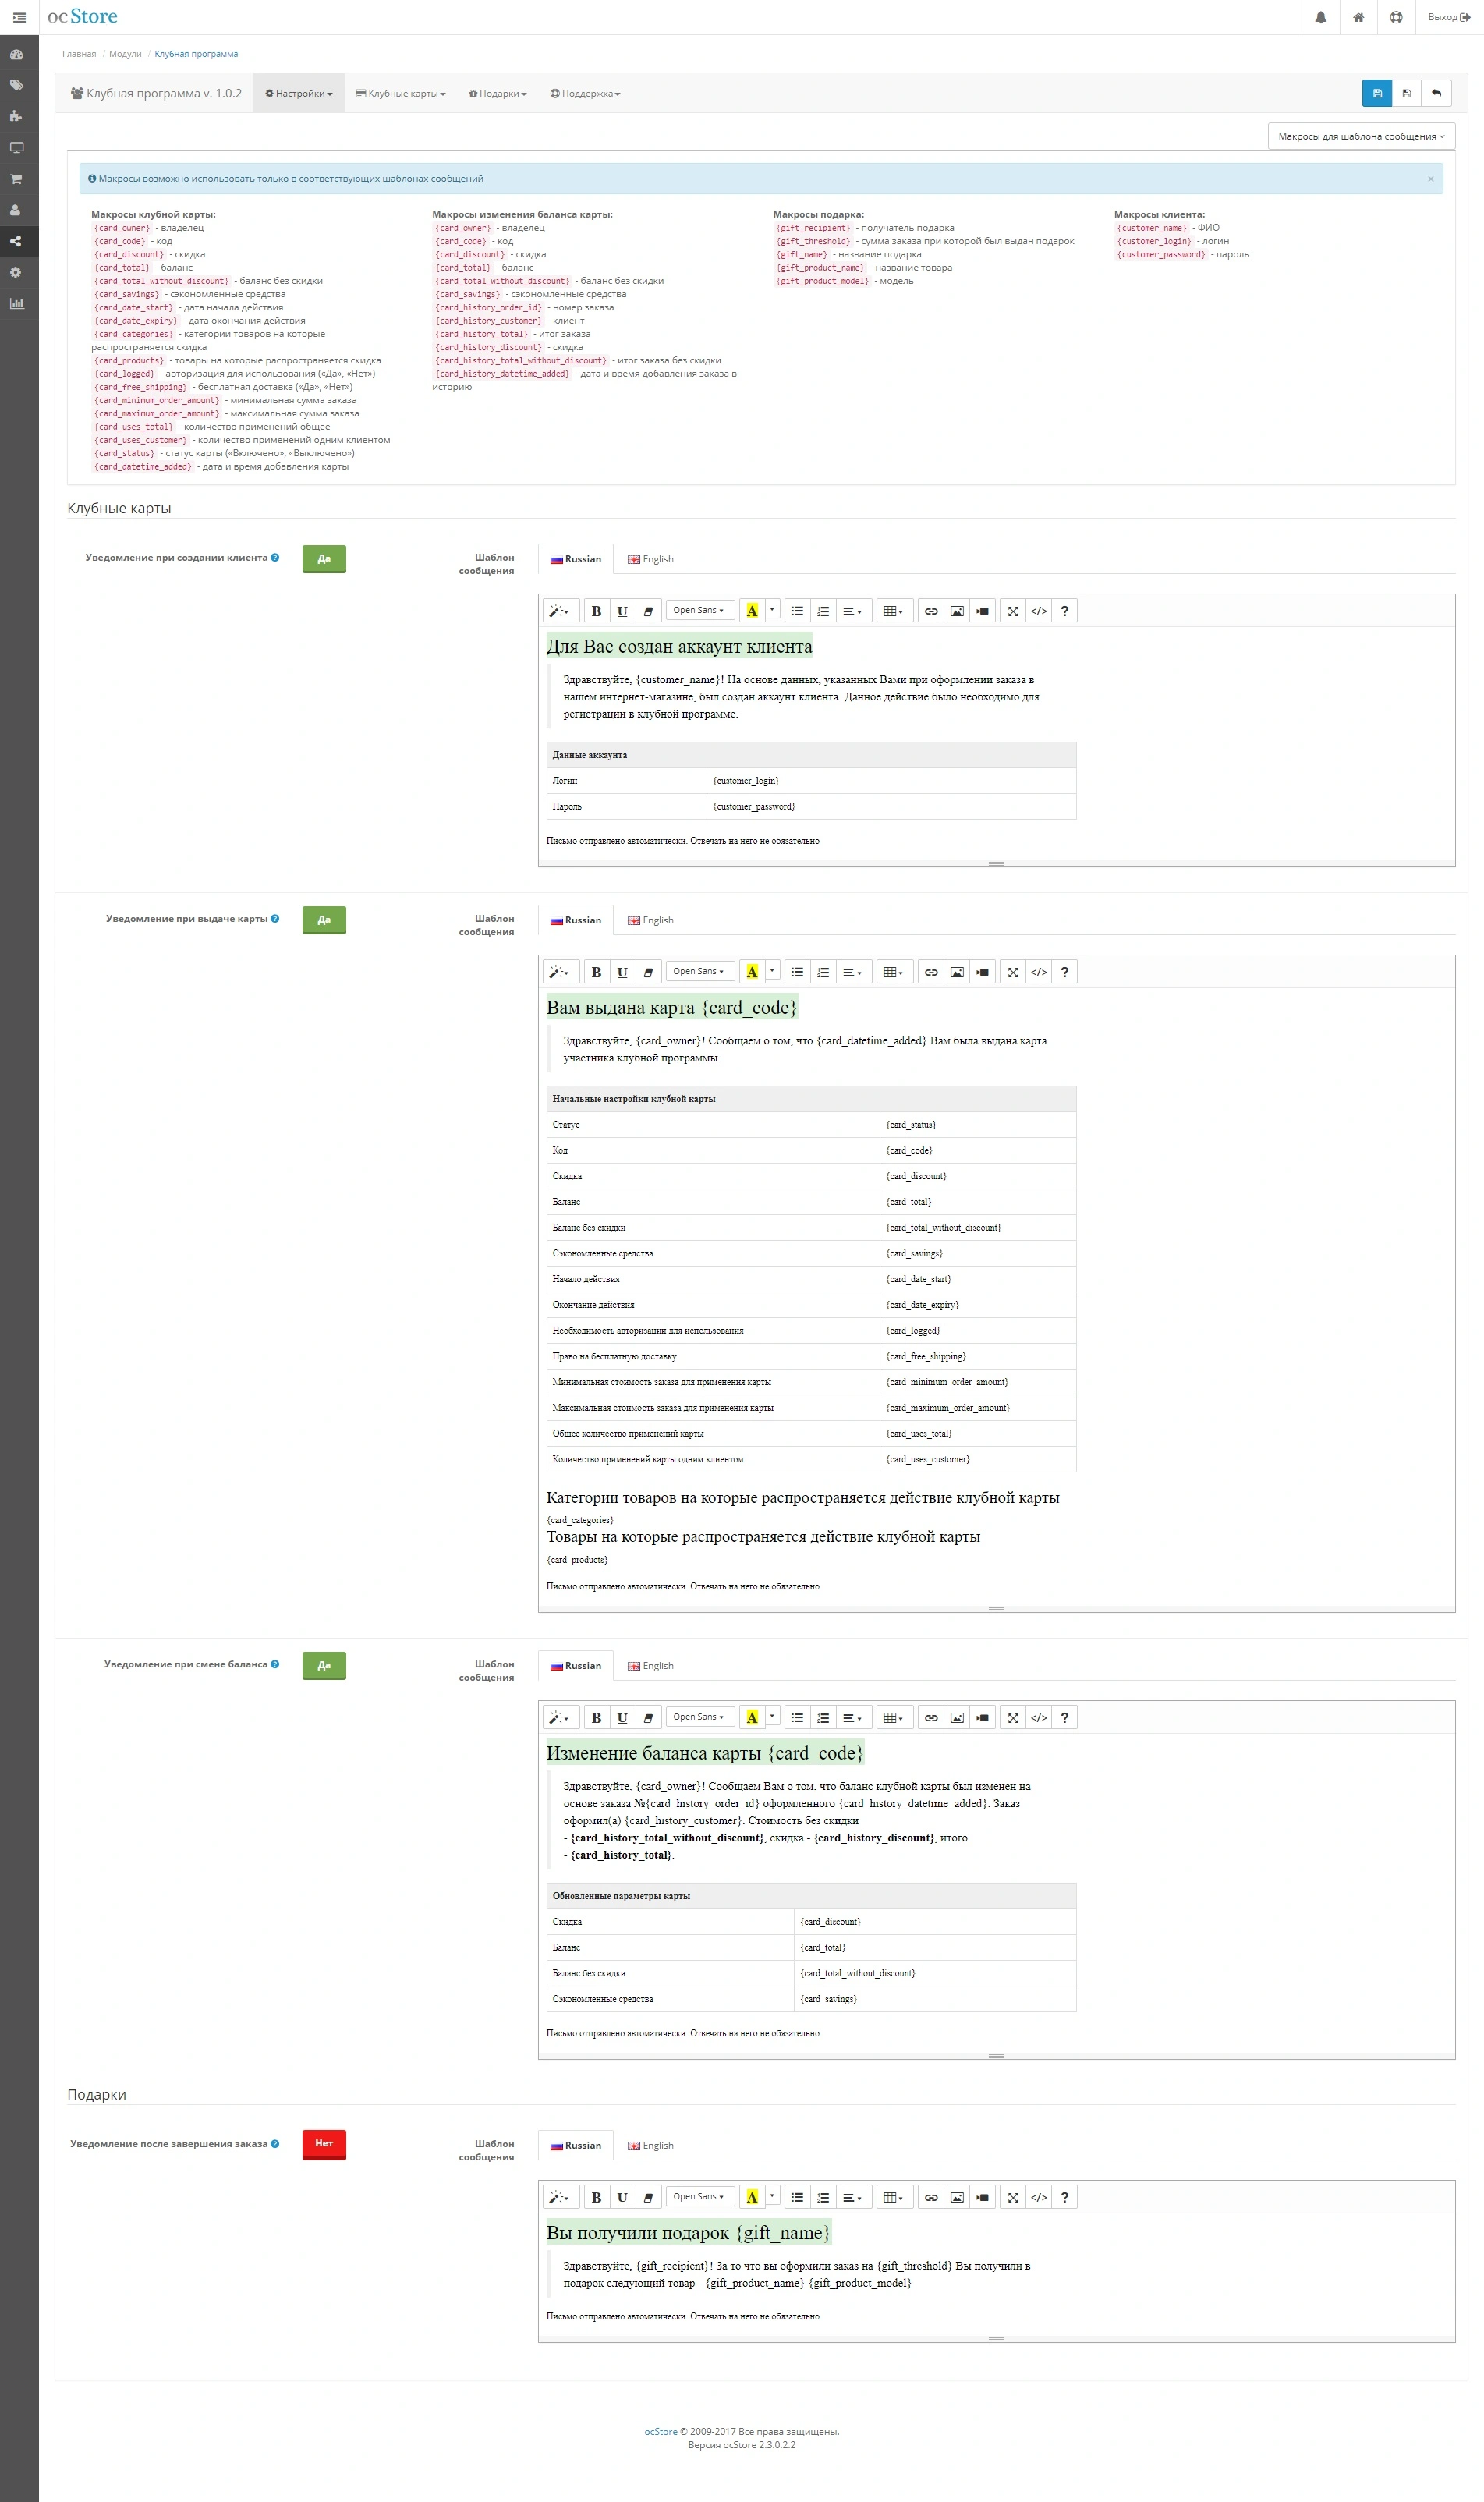 ocStore
Выход
Главная / Модули / Клубная программа
Клубная программа v. 1.0.2
Настройки
Клубные карты
Подарки
Поддержка
Макросы для шаблона сообщения
Макросы возможно использовать только в соответствующих шаблонах сообщений
×
Макросы клубной карты:
{card_owner} - владелец
{card_code} - код
{card_discount} - скидка
{card_total} - баланс
{card_total_without_discount} - баланс без скидки
{card_savings} - сэкономленные средства
{card_date_start} - дата начала действия
{card_date_expiry} - дата окончания действия
{card_categories} - категории товаров на которые
распространяется скидка
{card_products} - товары на которые распространяется скидка
{card_logged} - авторизация для использования («Да», «Нет»)
{card_free_shipping} - бесплатная доставка («Да», «Нет»)
{card_minimum_order_amount} - минимальная сумма заказа
{card_maximum_order_amount} - максимальная сумма заказа
{card_uses_total} - количество применений общее
{card_uses_customer} - количество применений одним клиентом
{card_status} - статус карты («Включено», «Выключено»)
{card_datetime_added} - дата и время добавления карты
Макросы изменения баланса карты:
{card_owner} - владелец
{card_code} - код
{card_discount} - скидка
{card_total} - баланс
{card_total_without_discount} - баланс без скидки
{card_savings} - сэкономленные средства
{card_history_order_id} - номер заказа
{card_history_customer} - клиент
{card_history_total} - итог заказа
{card_history_discount} - скидка
{card_history_total_without_discount} - итог заказа без скидки
{card_history_datetime_added} - дата и время добавления заказа в
историю
Макросы подарка:
{gift_recipient} - получатель подарка
{gift_threshold} - сумма заказа при которой был выдан подарок
{gift_name} - название подарка
{gift_product_name} - название товара
{gift_product_model} - модель
Макросы клиента:
{customer_name} - ФИО
{customer_login} - логин
{customer_password} - пароль
Клубные карты
Уведомление при создании клиента
Да
Шаблон
сообщения
Russian
English
B U Open Sans A </> ?
Для Вас создан аккаунт клиента
Здравствуйте, {customer_name}! На основе данных, указанных Вами при оформлении заказа в
нашем интернет-магазине, был создан аккаунт клиента. Данное действие было необходимо для
регистрации в клубной программе.
Данные аккаунта
Логин {customer_login}
Пароль {customer_password}
Письмо отправлено автоматически. Отвечать на него не обязательно
Уведомление при выдаче карты
Да
Шаблон
сообщения
Russian
English
B U Open Sans A </> ?
Вам выдана карта {card_code}
Здравствуйте, {card_owner}! Сообщаем о том, что {card_datetime_added} Вам была выдана карта
участника клубной программы.
Начальные настройки клубной карты
Статус {card_status}
Код {card_code}
Скидка {card_discount}
Баланс {card_total}
Баланс без скидки {card_total_without_discount}
Сэкономленные средства {card_savings}
Начало действия {card_date_start}
Окончание действия {card_date_expiry}
Необходимость авторизации для использования {card_logged}
Право на бесплатную доставку {card_free_shipping}
Минимальная стоимость заказа для применения карты {card_minimum_order_amount}
Максимальная стоимость заказа для применения карты {card_maximum_order_amount}
Общее количество применений карты {card_uses_total}
Количество применений карты одним клиентом {card_uses_customer}
Категории товаров на которые распространяется действие клубной карты
{card_categories}
Товары на которые распространяется действие клубной карты
{card_products}
Письмо отправлено автоматически. Отвечать на него не обязательно
Уведомление при смене баланса
Да
Шаблон
сообщения
Russian
English
B U Open Sans A </> ?
Изменение баланса карты {card_code}
Здравствуйте, {card_owner}! Сообщаем Вам о том, что баланс клубной карты был изменен на
основе заказа №{card_history_order_id} оформленного {card_history_datetime_added}. Заказ
оформил(а) {card_history_customer}. Стоимость без скидки
- {card_history_total_without_discount}, скидка - {card_history_discount}, итого
- {card_history_total}.
Обновленные параметры карты
Скидка {card_discount}
Баланс {card_total}
Баланс без скидки {card_total_without_discount}
Сэкономленные средства {card_savings}
Письмо отправлено автоматически. Отвечать на него не обязательно
Подарки
Уведомление после завершения заказа
Нет
Шаблон
сообщения
Russian
English
B U Open Sans A </> ?
Вы получили подарок {gift_name}
Здравствуйте, {gift_recipient}! За то что вы оформили заказ на {gift_threshold} Вы получили в
подарок следующий товар - {gift_product_name} {gift_product_model}
Письмо отправлено автоматически. Отвечать на него не обязательно
ocStore © 2009-2017 Все права защищены.
Версия ocStore 2.3.0.2.2